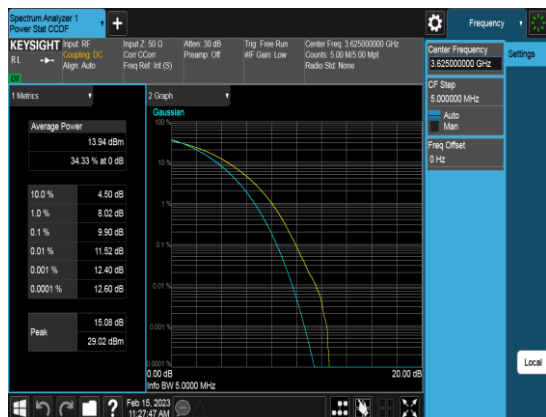 Spectrum Analyzer 1
Power Stat CCDF
Frequency
KEYSIGHT
RL
Input: RF
Coupling: DC
Align: Auto
Input Z: 50 Ω
Corr CCorr
Freq Ref: Int (S)
Atten: 30 dB
Preamp: Off
Trig: Free Run
#IF Gain: Low
Center Freq: 3.625000000 GHz
Counts: 5.00 M/5.00 Mpt
Radio Std: None
Center Frequency
3.625000000 GHz
Settings
CF Step
5.000000 MHz
Auto
Man
Freq Offset
0 Hz
1 Metrics
Average Power
13.94 dBm
34.33 % at 0 dB
10.0 % 4.50 dB
1.0 % 8.02 dB
0.1 % 9.90 dB
0.01 % 11.52 dB
0.001 % 12.40 dB
0.0001 % 12.60 dB
Peak
15.08 dB
29.02 dBm
2 Graph
Gaussian
100 %
10 %
1 %
0.1 %
0.01 %
0.001 %
0.0001 %
0.00 dB 20.00 dB
Info BW 5.0000 MHz
Local
Feb 15, 2023
11:27:47 AM